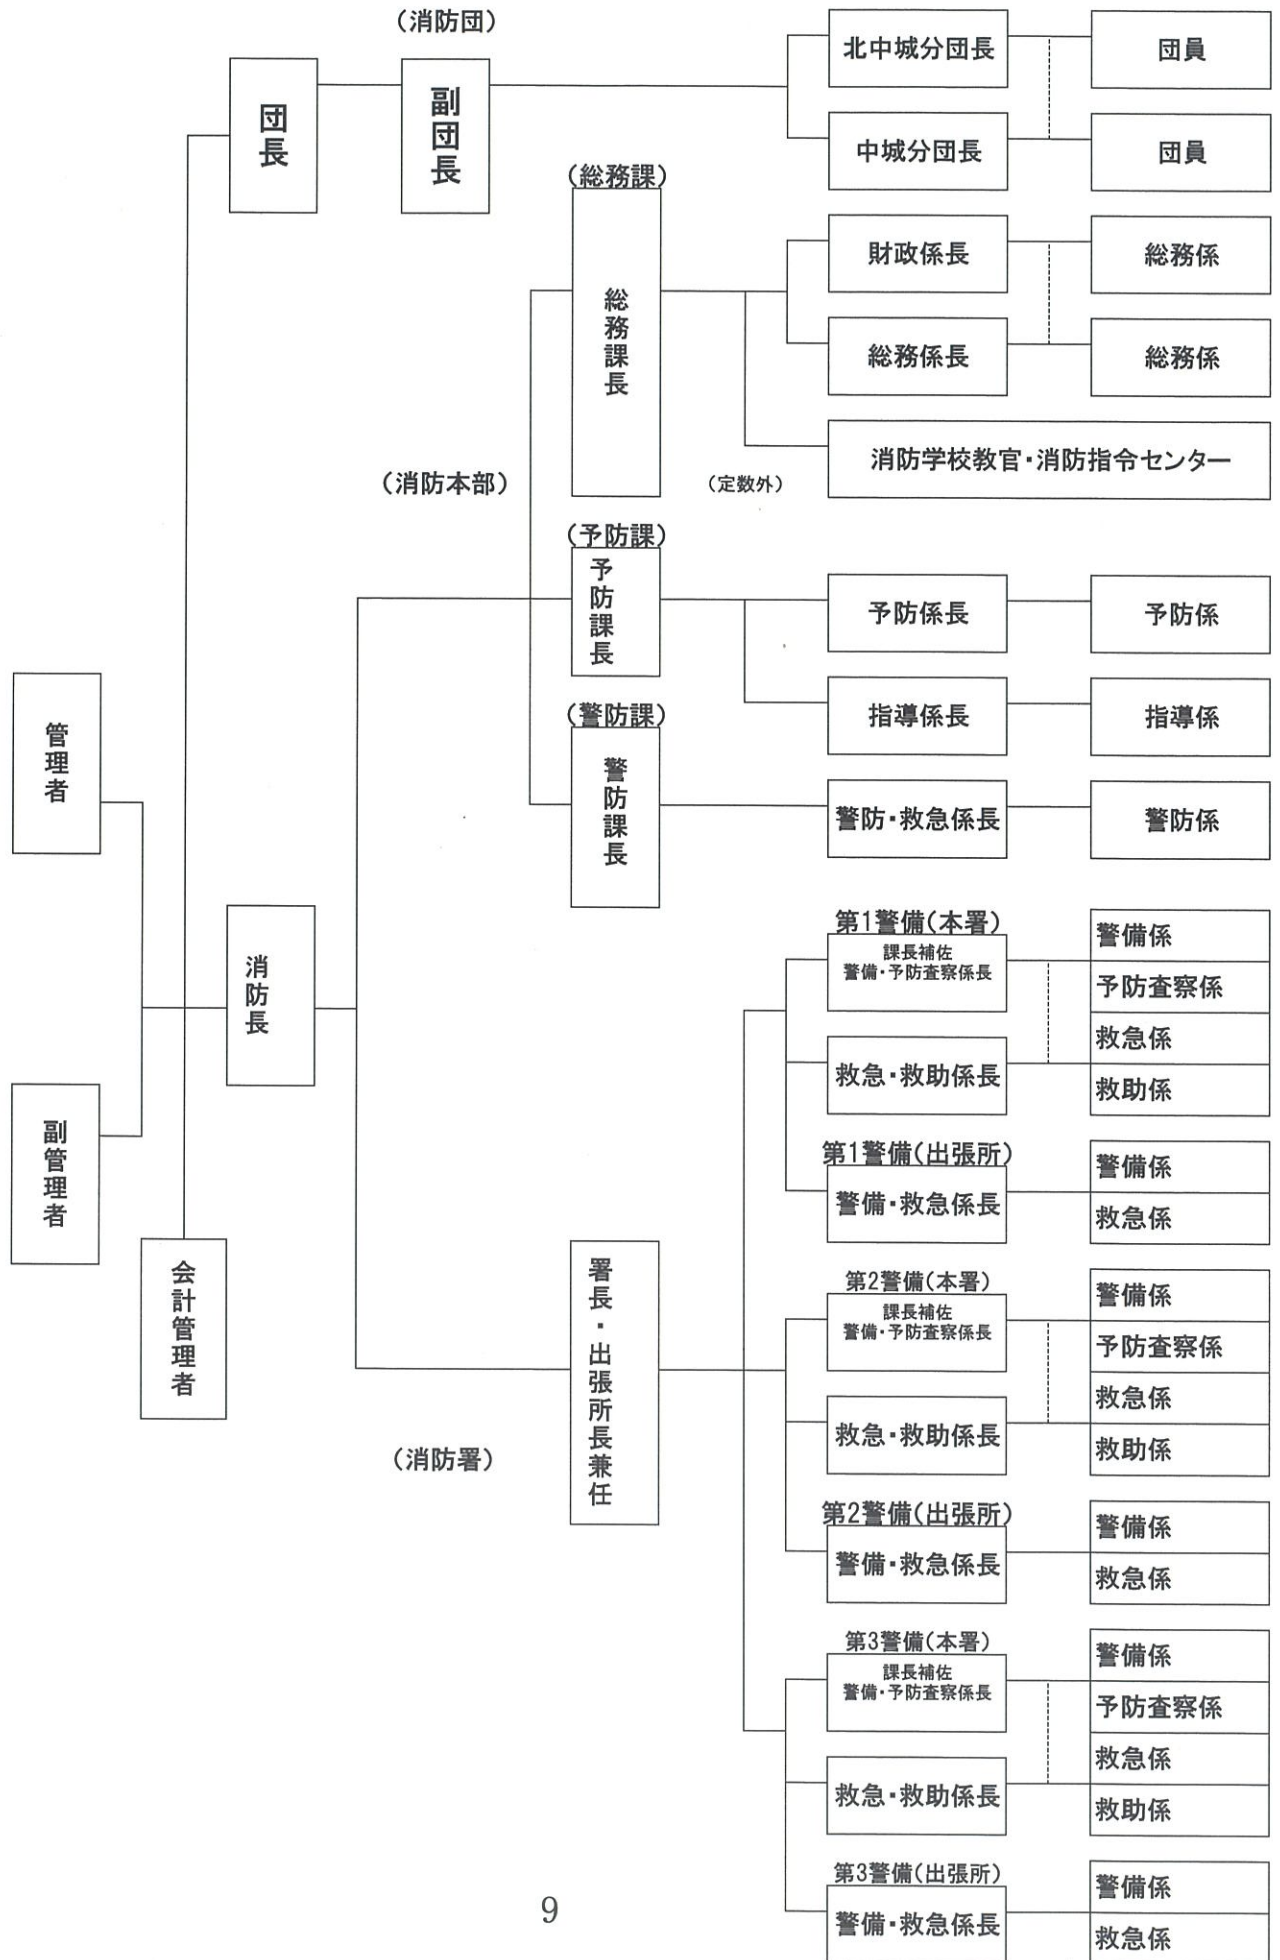 (消防団)
団長
副団長
北中城分団長
団員
中城分団長
団員
(総務課)
総務課長
財政係長
総務係
総務係長
総務係
消防学校教官・消防指令センター
(定数外)
(消防本部)
(予防課)
予防課長
予防係長
予防係
指導係長
指導係
(警防課)
警防課長
警防・救急係長
警防係
管理者
副管理者
会計管理者
消防長
(消防署)
署長・出張所長兼任
第1警備(本署)
課長補佐
警備・予防査察係長
救急・救助係長
警備係
予防査察係
救急係
救助係
第1警備(出張所)
警備・救急係長
警備係
救急係
第2警備(本署)
課長補佐
警備・予防査察係長
救急・救助係長
警備係
予防査察係
救急係
救助係
第2警備(出張所)
警備・救急係長
警備係
救急係
第3警備(本署)
課長補佐
警備・予防査察係長
救急・救助係長
警備係
予防査察係
救急係
救助係
第3警備(出張所)
警備・救急係長
警備係
救急係
9